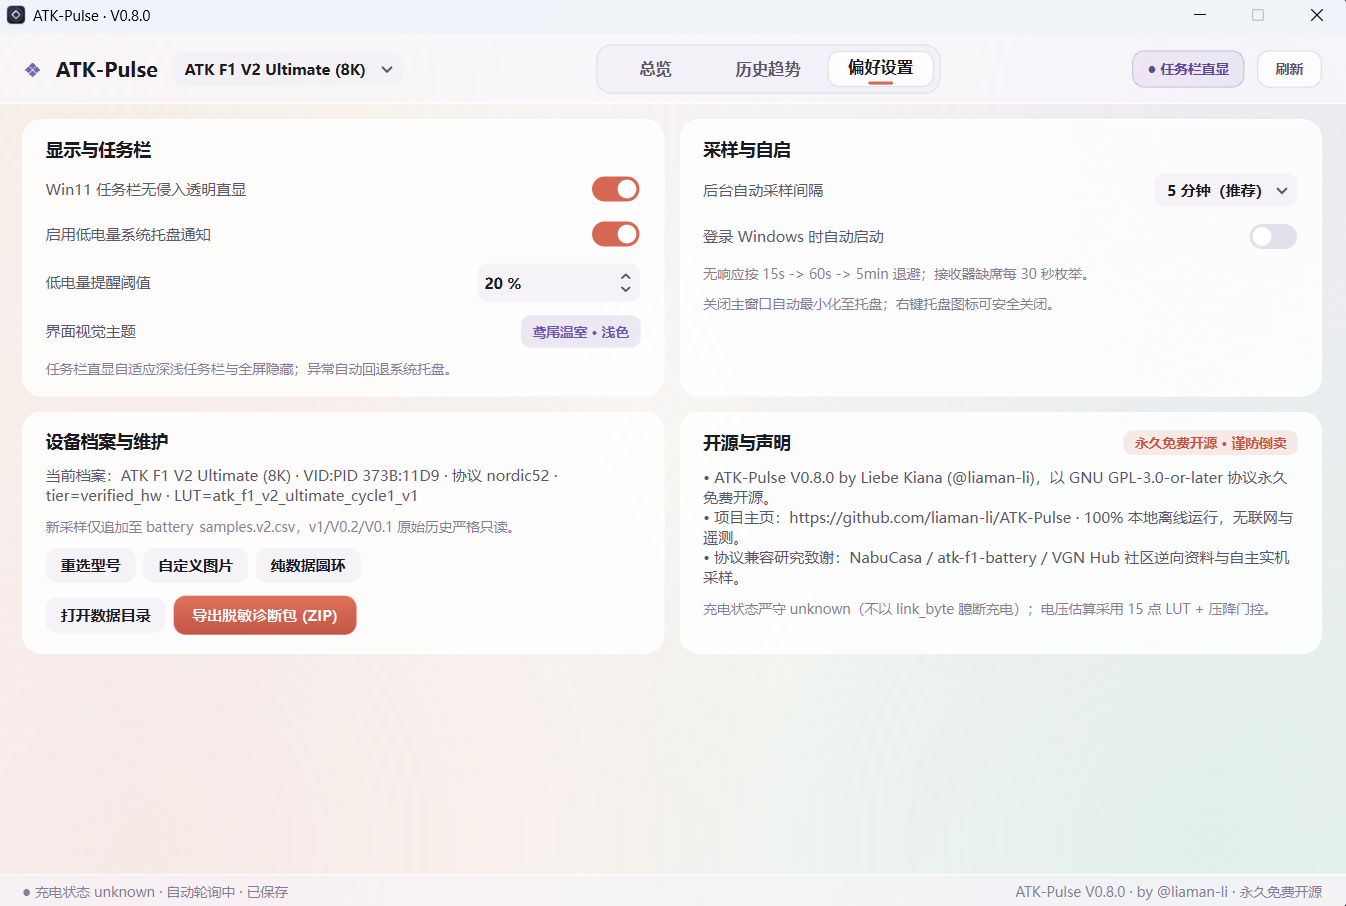 ATK-Pulse · V0.8.0
ATK-Pulse
ATK F1 V2 Ultimate (8K)
总览
历史趋势
偏好设置
• 任务栏直显
刷新
显示与任务栏
Win11 任务栏无侵入透明直显
启用低电量系统托盘通知
低电量提醒阈值
20 %
界面视觉主题
鸢尾温室 • 浅色
任务栏直显自适应深浅任务栏与全屏隐藏；异常自动回退系统托盘。
采样与自启
后台自动采样间隔
5 分钟（推荐）
登录 Windows 时自动启动
无响应按 15s -> 60s -> 5min 退避；接收器缺席每 30 秒枚举。
关闭主窗口自动最小化至托盘；右键托盘图标可安全关闭。
设备档案与维护
当前档案：ATK F1 V2 Ultimate (8K) · VID:PID 373B:11D9 · 协议 nordic52 ·
tier=verified_hw · LUT=atk_f1_v2_ultimate_cycle1_v1
新采样仅追加至 battery_samples.v2.csv，v1/V0.2/V0.1 原始历史严格只读。
重选型号
自定义图片
纯数据圆环
打开数据目录
导出脱敏诊断包 (ZIP)
开源与声明
永久免费开源 • 谨防倒卖
• ATK-Pulse V0.8.0 by Liebe Kiana (@liaman-li)，以 GNU GPL-3.0-or-later 协议永久
免费开源。
• 项目主页：https://github.com/liaman-li/ATK-Pulse · 100% 本地离线运行，无联网与
遥测。
• 协议兼容研究致谢：NabuCasa / atk-f1-battery / VGN Hub 社区逆向资料与自主实机
采样。
充电状态严守 unknown（不以 link_byte 臆断充电）；电压估算采用 15 点 LUT + 压降门控。
• 充电状态 unknown · 自动轮询中 · 已保存
ATK-Pulse V0.8.0 · by @liaman-li · 永久免费开源